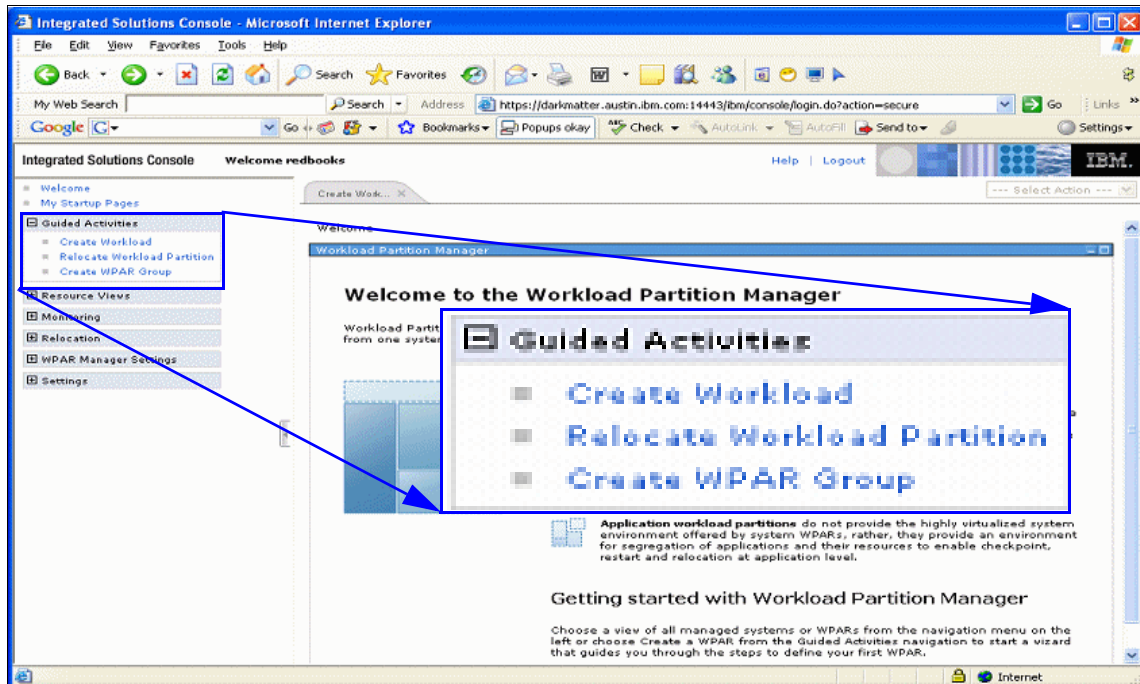 Integrated Solutions Console - Microsoft Internet Explorer
File Edit View Favorites Tools Help
Back Search Favorites
My Web Search Search Address https://darkmatter.austin.ibm.com:14443/ibm/console/login.do?action=secure Go Links »
Google G Go Bookmarks Popups okay ABC Check AutoLink AutoFill Send to Settings
Integrated Solutions Console Welcome redbooks Help | Logout IBM.
Welcome
My Startup Pages
Guided Activities
Create Workload
Relocate Workload Partition
Create WPAR Group
Resource Views
Monitoring
Relocation
WPAR Manager Settings
Settings
Create Work...
--- Select Action ---
Welcome
Workload Partition Manager
Welcome to the Workload Partition Manager
Workload Partit
from one system
Guided Activities
Create Workload
Relocate Workload Partition
Create WPAR Group
Application workload partitions do not provide the highly virtualized system
environment offered by system WPARs, rather, they provide an environment
for segregation of applications and their resources to enable checkpoint,
restart and relocation at application level.
Getting started with Workload Partition Manager
Choose a view of all managed systems or WPARs from the navigation menu on the
left or choose Create a WPAR from the Guided Activities navigation to start a wizard
that guides you through the steps to define your first WPAR.
Internet